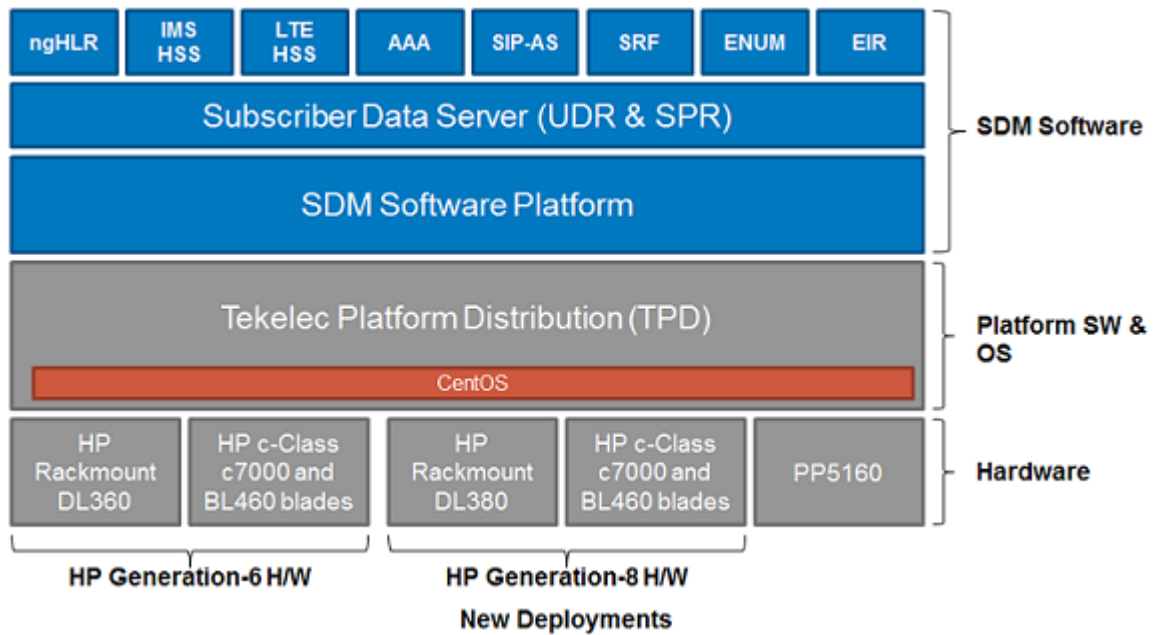 ngHLR
IMS
HSS
LTE
HSS
AAA
SIP-AS
SRF
ENUM
EIR
Subscriber Data Server (UDR & SPR)
SDM Software
SDM Software Platform
Tekelec Platform Distribution (TPD)
CentOS
Platform SW &
OS
HP
Rackmount
DL360
HP c-Class
c7000 and
BL460 blades
HP
Rackmount
DL380
HP c-Class
c7000 and
BL460 blades
PP5160
Hardware
HP Generation-6 H/W
HP Generation-8 H/W
New Deployments